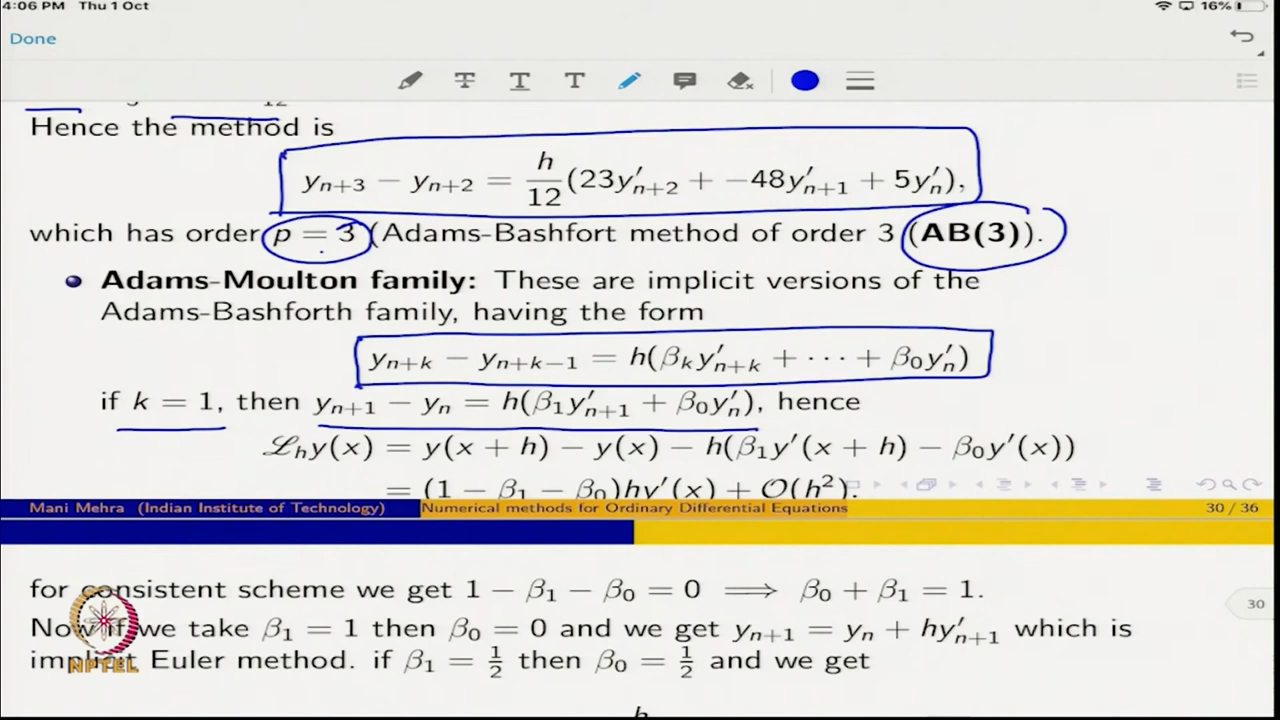 4:06 PM Thu 1 Oct
16%
Done
T T T
Hence the method is
yₙ₊₃ − yₙ₊₂ = h/12 (23y′ₙ₊₂ + −48y′ₙ₊₁ + 5y′ₙ),
which has order p = 3 (Adams-Bashfort method of order 3 (AB(3)).
Adams-Moulton family: These are implicit versions of the
Adams-Bashforth family, having the form
yₙ₊ₖ − yₙ₊ₖ₋₁ = h(βₖy′ₙ₊ₖ + ⋯ + β₀y′ₙ)
if k = 1, then yₙ₊₁ − yₙ = h(β₁y′ₙ₊₁ + β₀y′ₙ), hence
ℒₕy(x) = y(x + h) − y(x) − h(β₁y′(x + h) − β₀y′(x))
= (1 − β₁ − β₀)hy′(x) + 𝒪(h²).
Mani Mehra (Indian Institute of Technology) Numerical methods for Ordinary Differential Equations 30 / 36
for consistent scheme we get 1 − β₁ − β₀ = 0 ⟹ β₀ + β₁ = 1.
30
Now if we take β₁ = 1 then β₀ = 0 and we get yₙ₊₁ = yₙ + hy′ₙ₊₁ which is
implicit Euler method. if β₁ = 1/2 then β₀ = 1/2 and we get
NPTEL
h